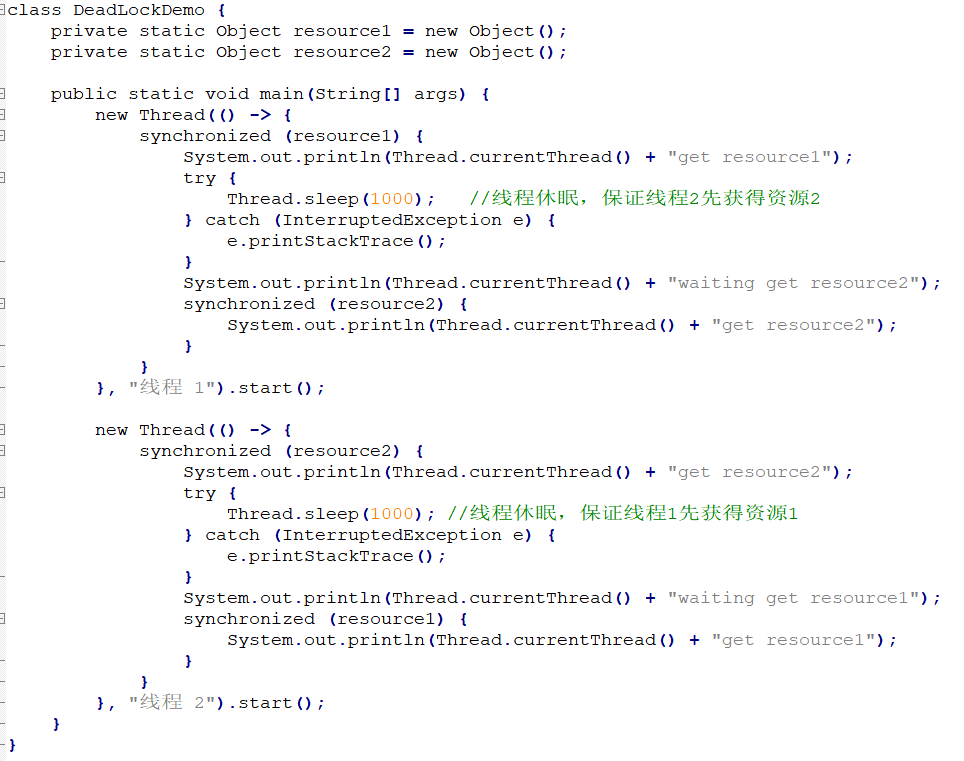 class DeadLockDemo {
    private static Object resource1 = new Object();
    private static Object resource2 = new Object();

    public static void main(String[] args) {
        new Thread(() -> {
            synchronized (resource1) {
                System.out.println(Thread.currentThread() + "get resource1");
                try {
                    Thread.sleep(1000);   //线程休眠，保证线程2先获得资源2
                } catch (InterruptedException e) {
                    e.printStackTrace();
                }
                System.out.println(Thread.currentThread() + "waiting get resource2");
                synchronized (resource2) {
                    System.out.println(Thread.currentThread() + "get resource2");
                }
            }
        }, "线程 1").start();

        new Thread(() -> {
            synchronized (resource2) {
                System.out.println(Thread.currentThread() + "get resource2");
                try {
                    Thread.sleep(1000); //线程休眠，保证线程1先获得资源1
                } catch (InterruptedException e) {
                    e.printStackTrace();
                }
                System.out.println(Thread.currentThread() + "waiting get resource1");
                synchronized (resource1) {
                    System.out.println(Thread.currentThread() + "get resource1");
                }
            }
        }, "线程 2").start();
    }
}